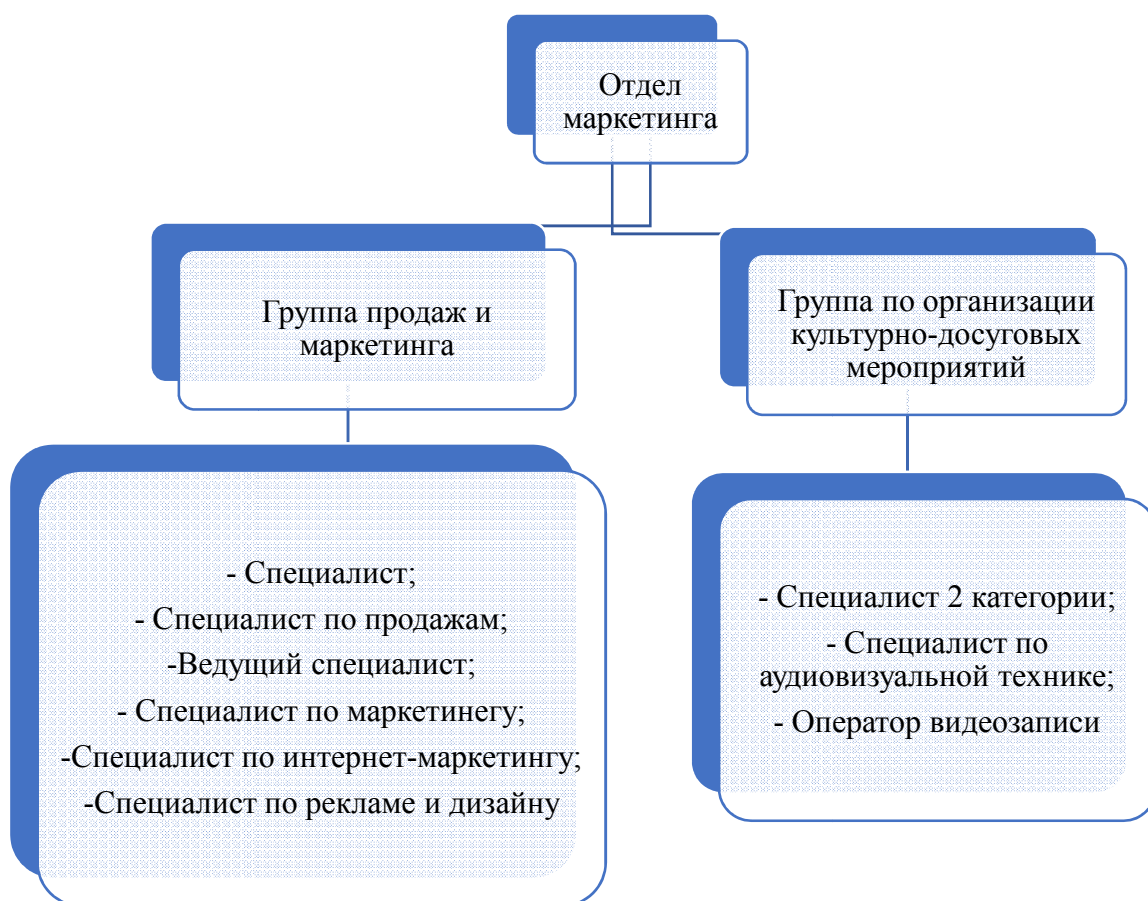 Отдел
маркетинга
Группа продаж и
маркетинга
Группа по организации
культурно-досуговых
мероприятий
- Специалист;
- Специалист по продажам;
-Ведущий специалист;
- Специалист по маркетинегу;
-Специалист по интернет-маркетингу;
-Специалист по рекламе и дизайну
- Специалист 2 категории;
- Специалист по
аудиовизуальной технике;
- Оператор видеозаписи